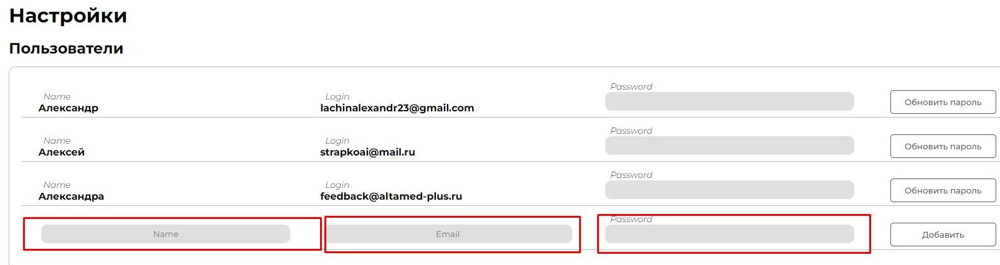 Настройки
Пользователи
Name Login Password
Александр lachinalexandr23@gmail.com Обновить пароль
Name Login Password
Алексей strapkoai@mail.ru Обновить пароль
Name Login Password
Александра feedback@altamed-plus.ru Обновить пароль
Password
Name Email Добавить